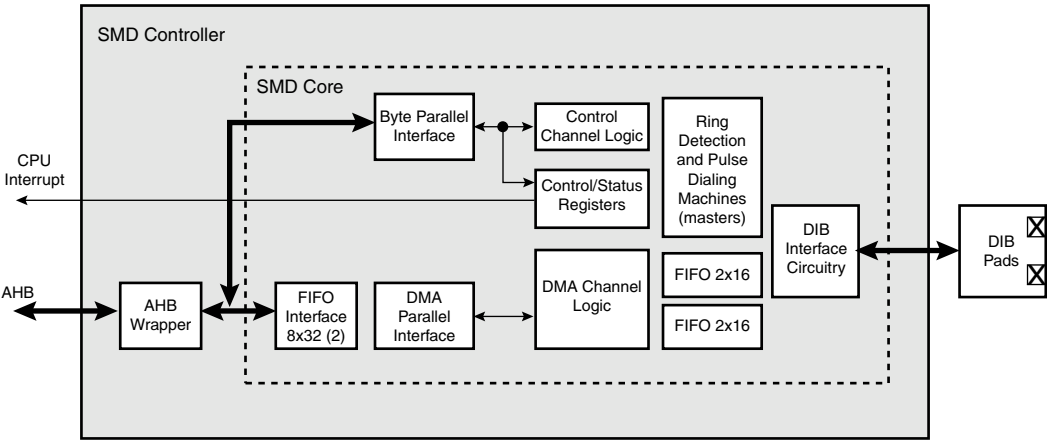 SMD Controller
SMD Core
Byte Parallel
Interface
Control
Channel Logic
Ring
Detection
and Pulse
Dialing
Machines
(masters)
CPU
Interrupt
Control/Status
Registers
DIB
Interface
Circuitry
DIB
Pads
AHB
AHB
Wrapper
FIFO
Interface
8x32 (2)
DMA
Parallel
Interface
DMA Channel
Logic
FIFO 2x16
FIFO 2x16